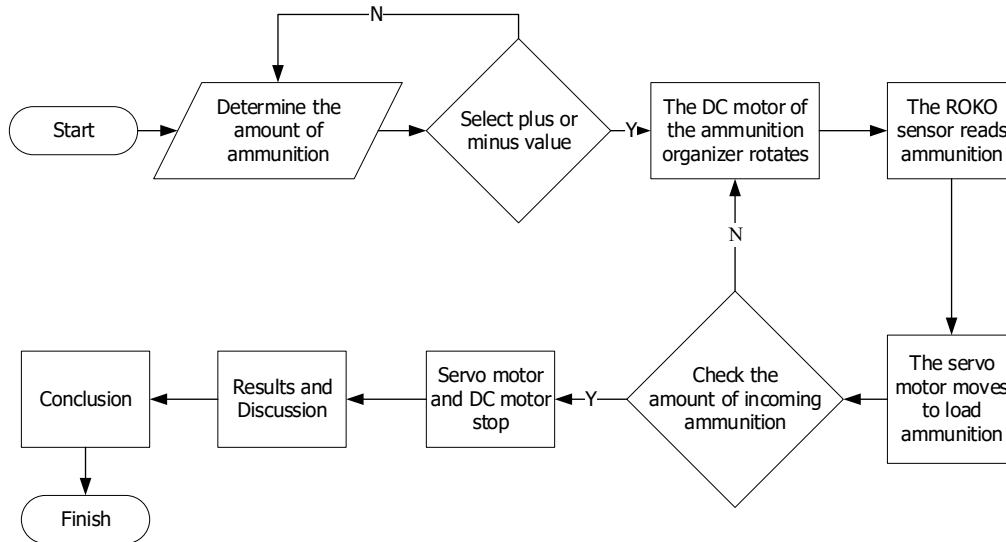 N
Start
Determine the
amount of
ammunition
Select plus or
minus value
Y
The DC motor of
the ammunition
organizer rotates
The ROKO
sensor reads
ammunition
N
The servo
motor moves
to load
ammunition
Check the
amount of incoming
ammunition
Y
Servo motor
and DC motor
stop
Results and
Discussion
Conclusion
Finish